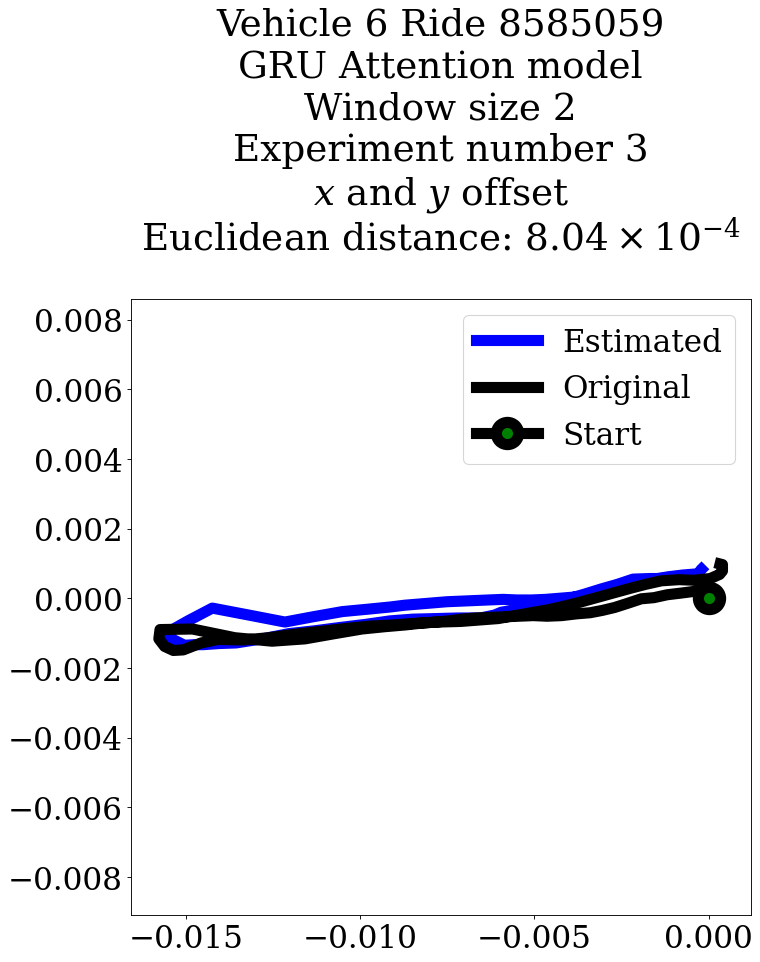 Vehicle 6 Ride 8585059
GRU Attention model
Window size 2
Experiment number 3
x and y offset
Euclidean distance: 8.04 × 10⁻⁴
Estimated
Original
Start
0.008
0.006
0.004
0.002
0.000
−0.002
−0.004
−0.006
−0.008
−0.015 −0.010 −0.005 0.000